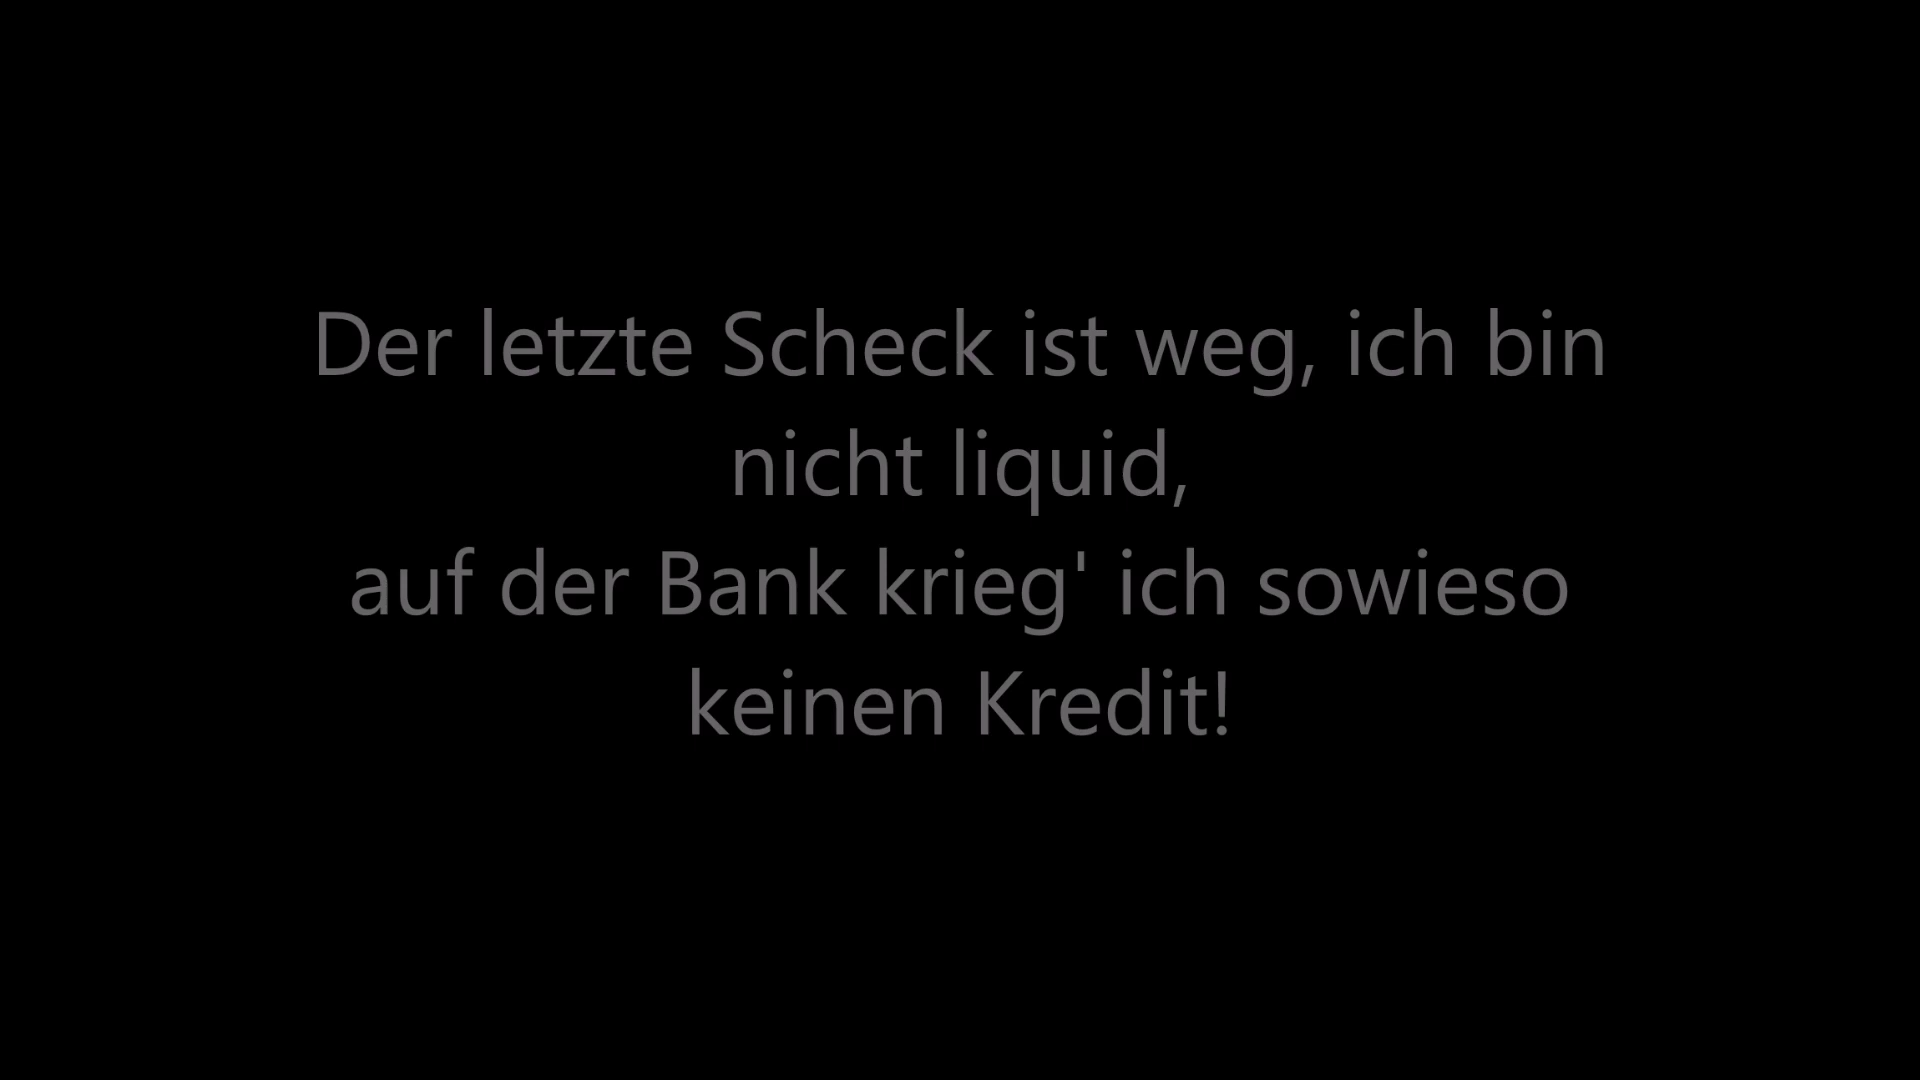 Der letzte Scheck ist weg, ich bin
nicht liquid,
auf der Bank krieg' ich sowieso
keinen Kredit!